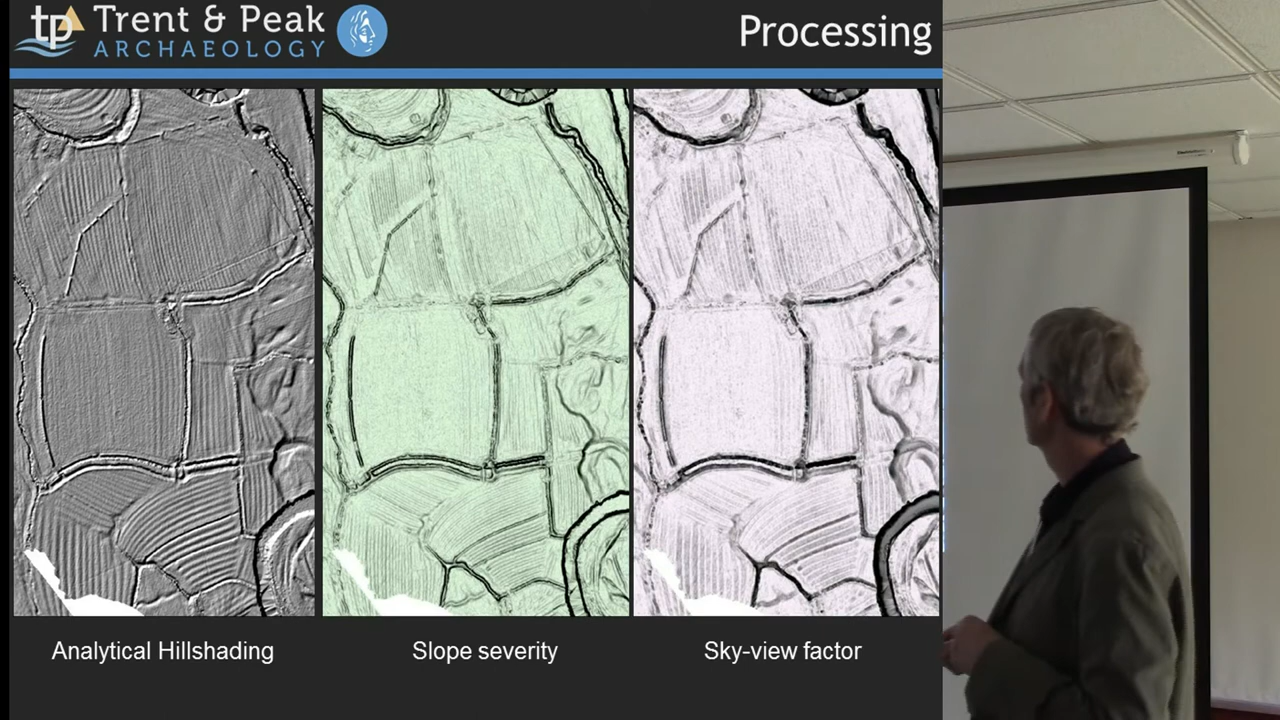 tp
Trent & Peak
ARCHAEOLOGY
Processing
Analytical Hillshading
Slope severity
Sky-view factor